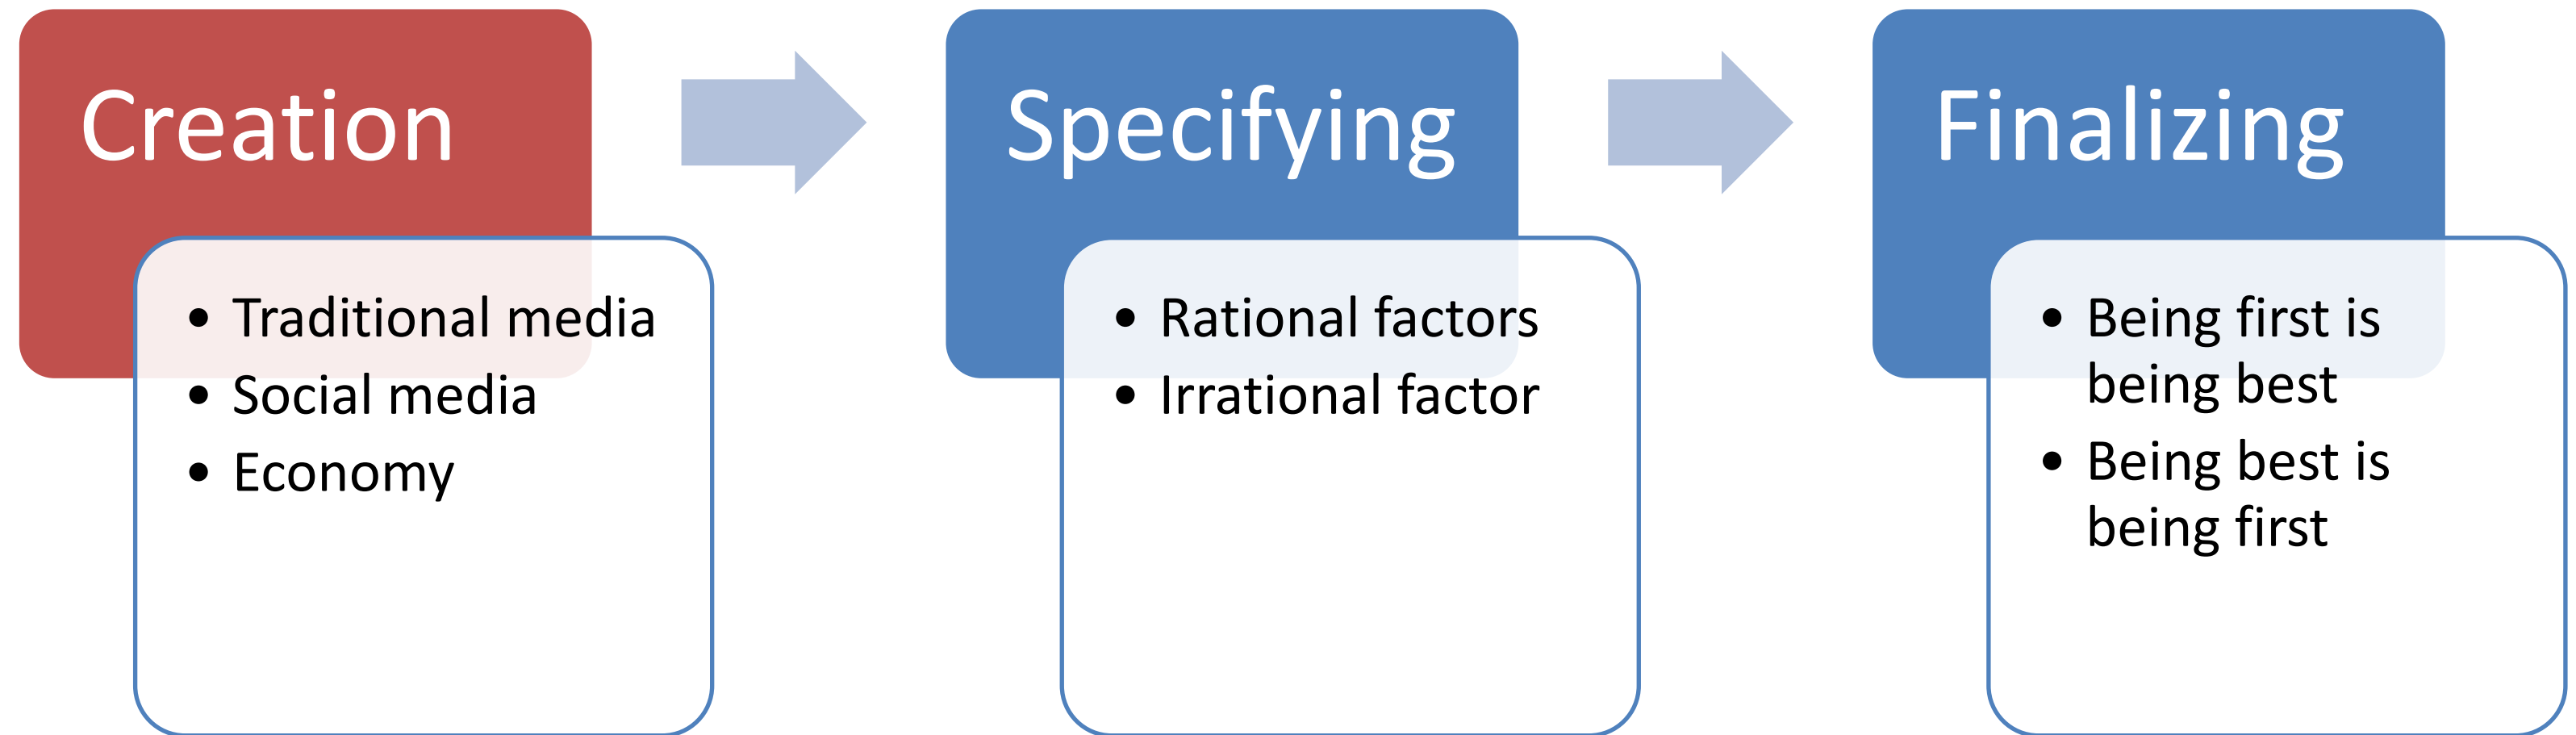 Creation
• Traditional media
• Social media
• Economy
Specifying
• Rational factors
• Irrational factor
Finalizing
• Being first is
being best
• Being best is
being first